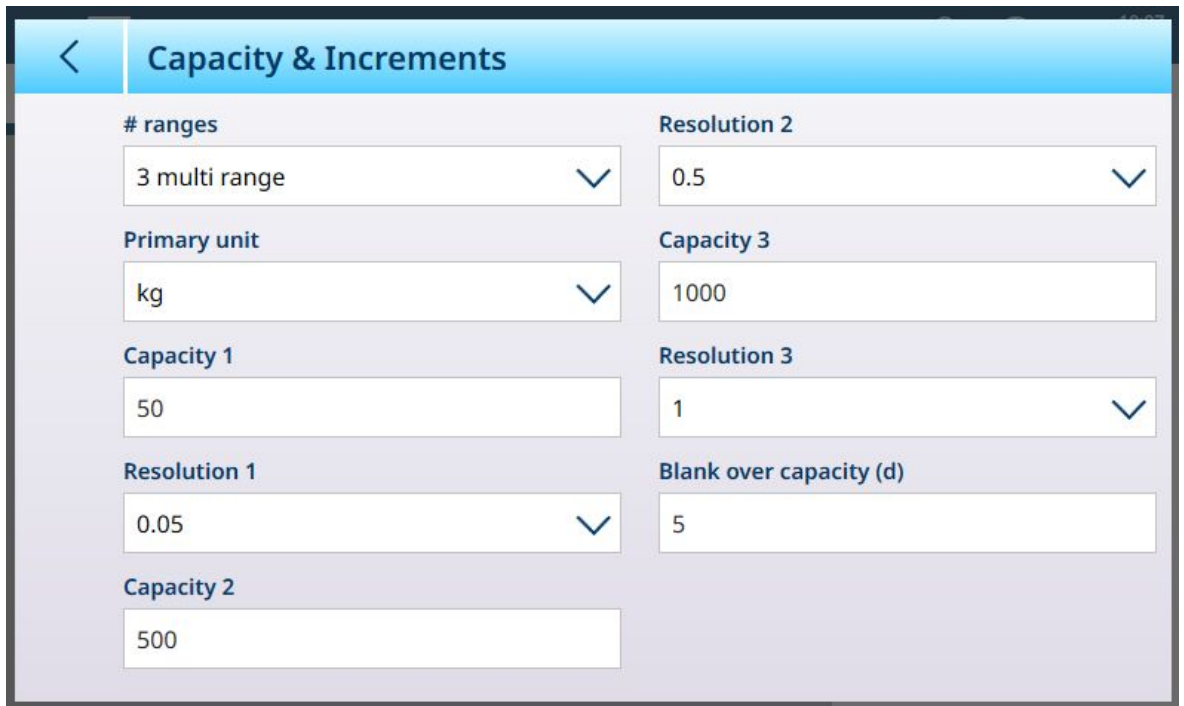 Capacity & Increments
# ranges
3 multi range
Primary unit
kg
Capacity 1
50
Resolution 1
0.05
Capacity 2
500
Resolution 2
0.5
Capacity 3
1000
Resolution 3
1
Blank over capacity (d)
5